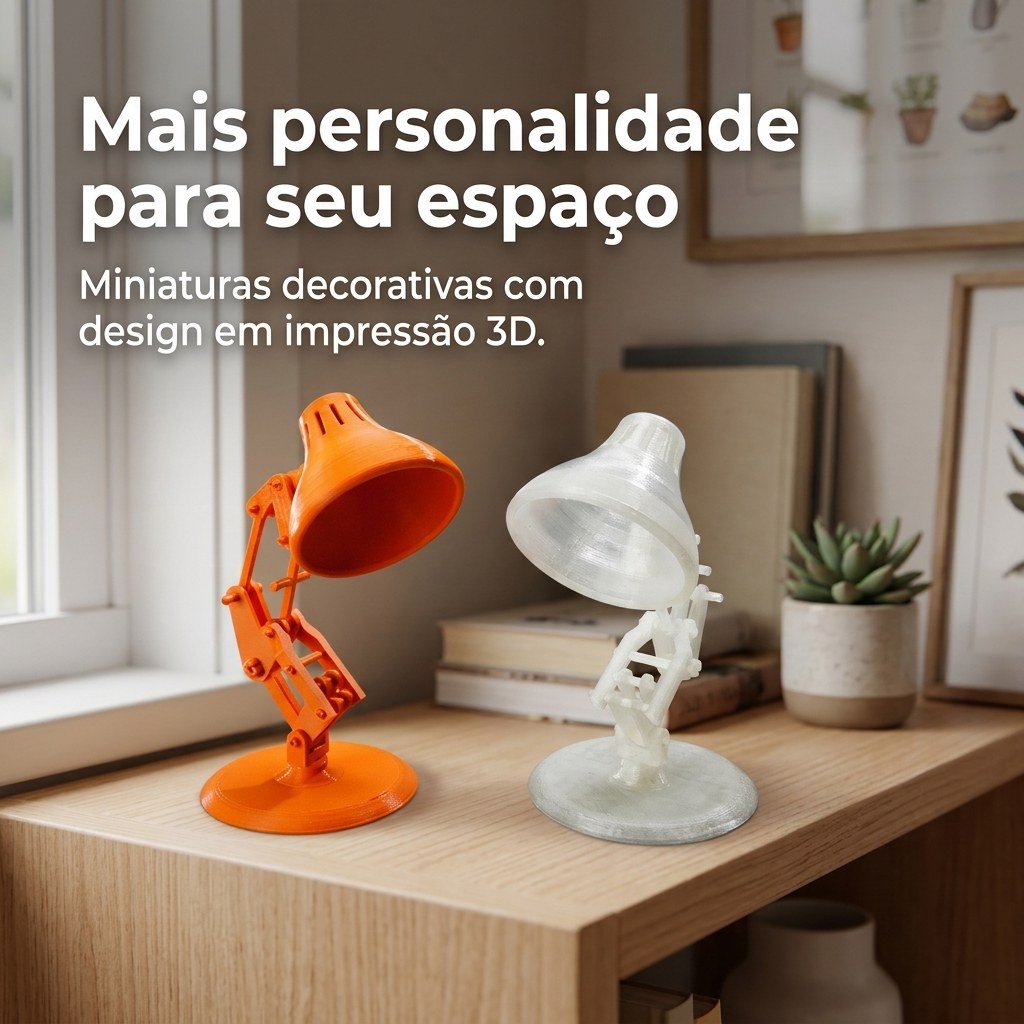 Mais personalidade
para seu espaço
Miniaturas decorativas com
design em impressão 3D.